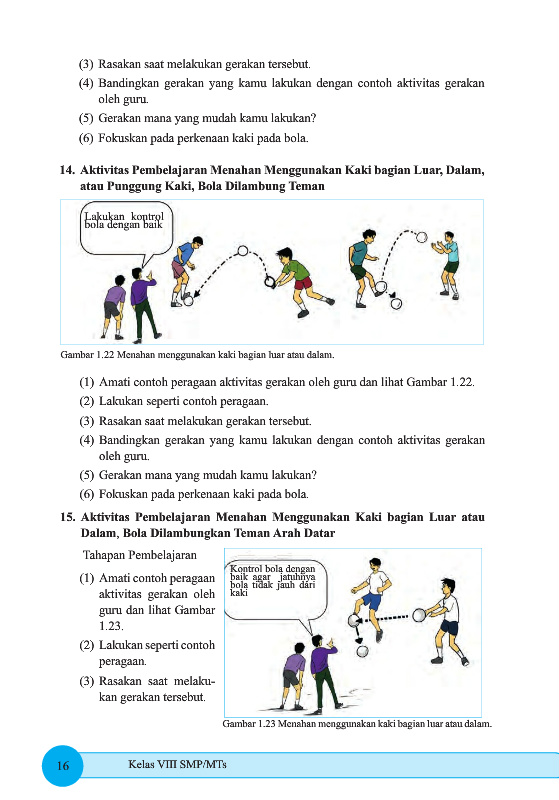 (3) Rasakan saat melakukan gerakan tersebut.
(4) Bandingkan gerakan yang kamu lakukan dengan contoh aktivitas gerakan
oleh guru.
(5) Gerakan mana yang mudah kamu lakukan?
(6) Fokuskan pada perkenaan kaki pada bola.
14. Aktivitas Pembelajaran Menahan Menggunakan Kaki bagian Luar, Dalam,
atau Punggung Kaki, Bola Dilambung Teman
Lakukan kontrol
bola dengan baik
Gambar 1.22 Menahan menggunakan kaki bagian luar atau dalam.
(1) Amati contoh peragaan aktivitas gerakan oleh guru dan lihat Gambar 1.22.
(2) Lakukan seperti contoh peragaan.
(3) Rasakan saat melakukan gerakan tersebut.
(4) Bandingkan gerakan yang kamu lakukan dengan contoh aktivitas gerakan
oleh guru.
(5) Gerakan mana yang mudah kamu lakukan?
(6) Fokuskan pada perkenaan kaki pada bola.
15. Aktivitas Pembelajaran Menahan Menggunakan Kaki bagian Luar atau
Dalam, Bola Dilambungkan Teman Arah Datar
Tahapan Pembelajaran
(1) Amati contoh peragaan
aktivitas gerakan oleh
guru dan lihat Gambar
1.23.
(2) Lakukan seperti contoh
peragaan.
(3) Rasakan saat melaku-
kan gerakan tersebut.
Kontrol bola dengan
baik agar jatuhnya
bola tidak jauh dari
kaki
Gambar 1.23 Menahan menggunakan kaki bagian luar atau dalam.
16
Kelas VIII SMP/MTs